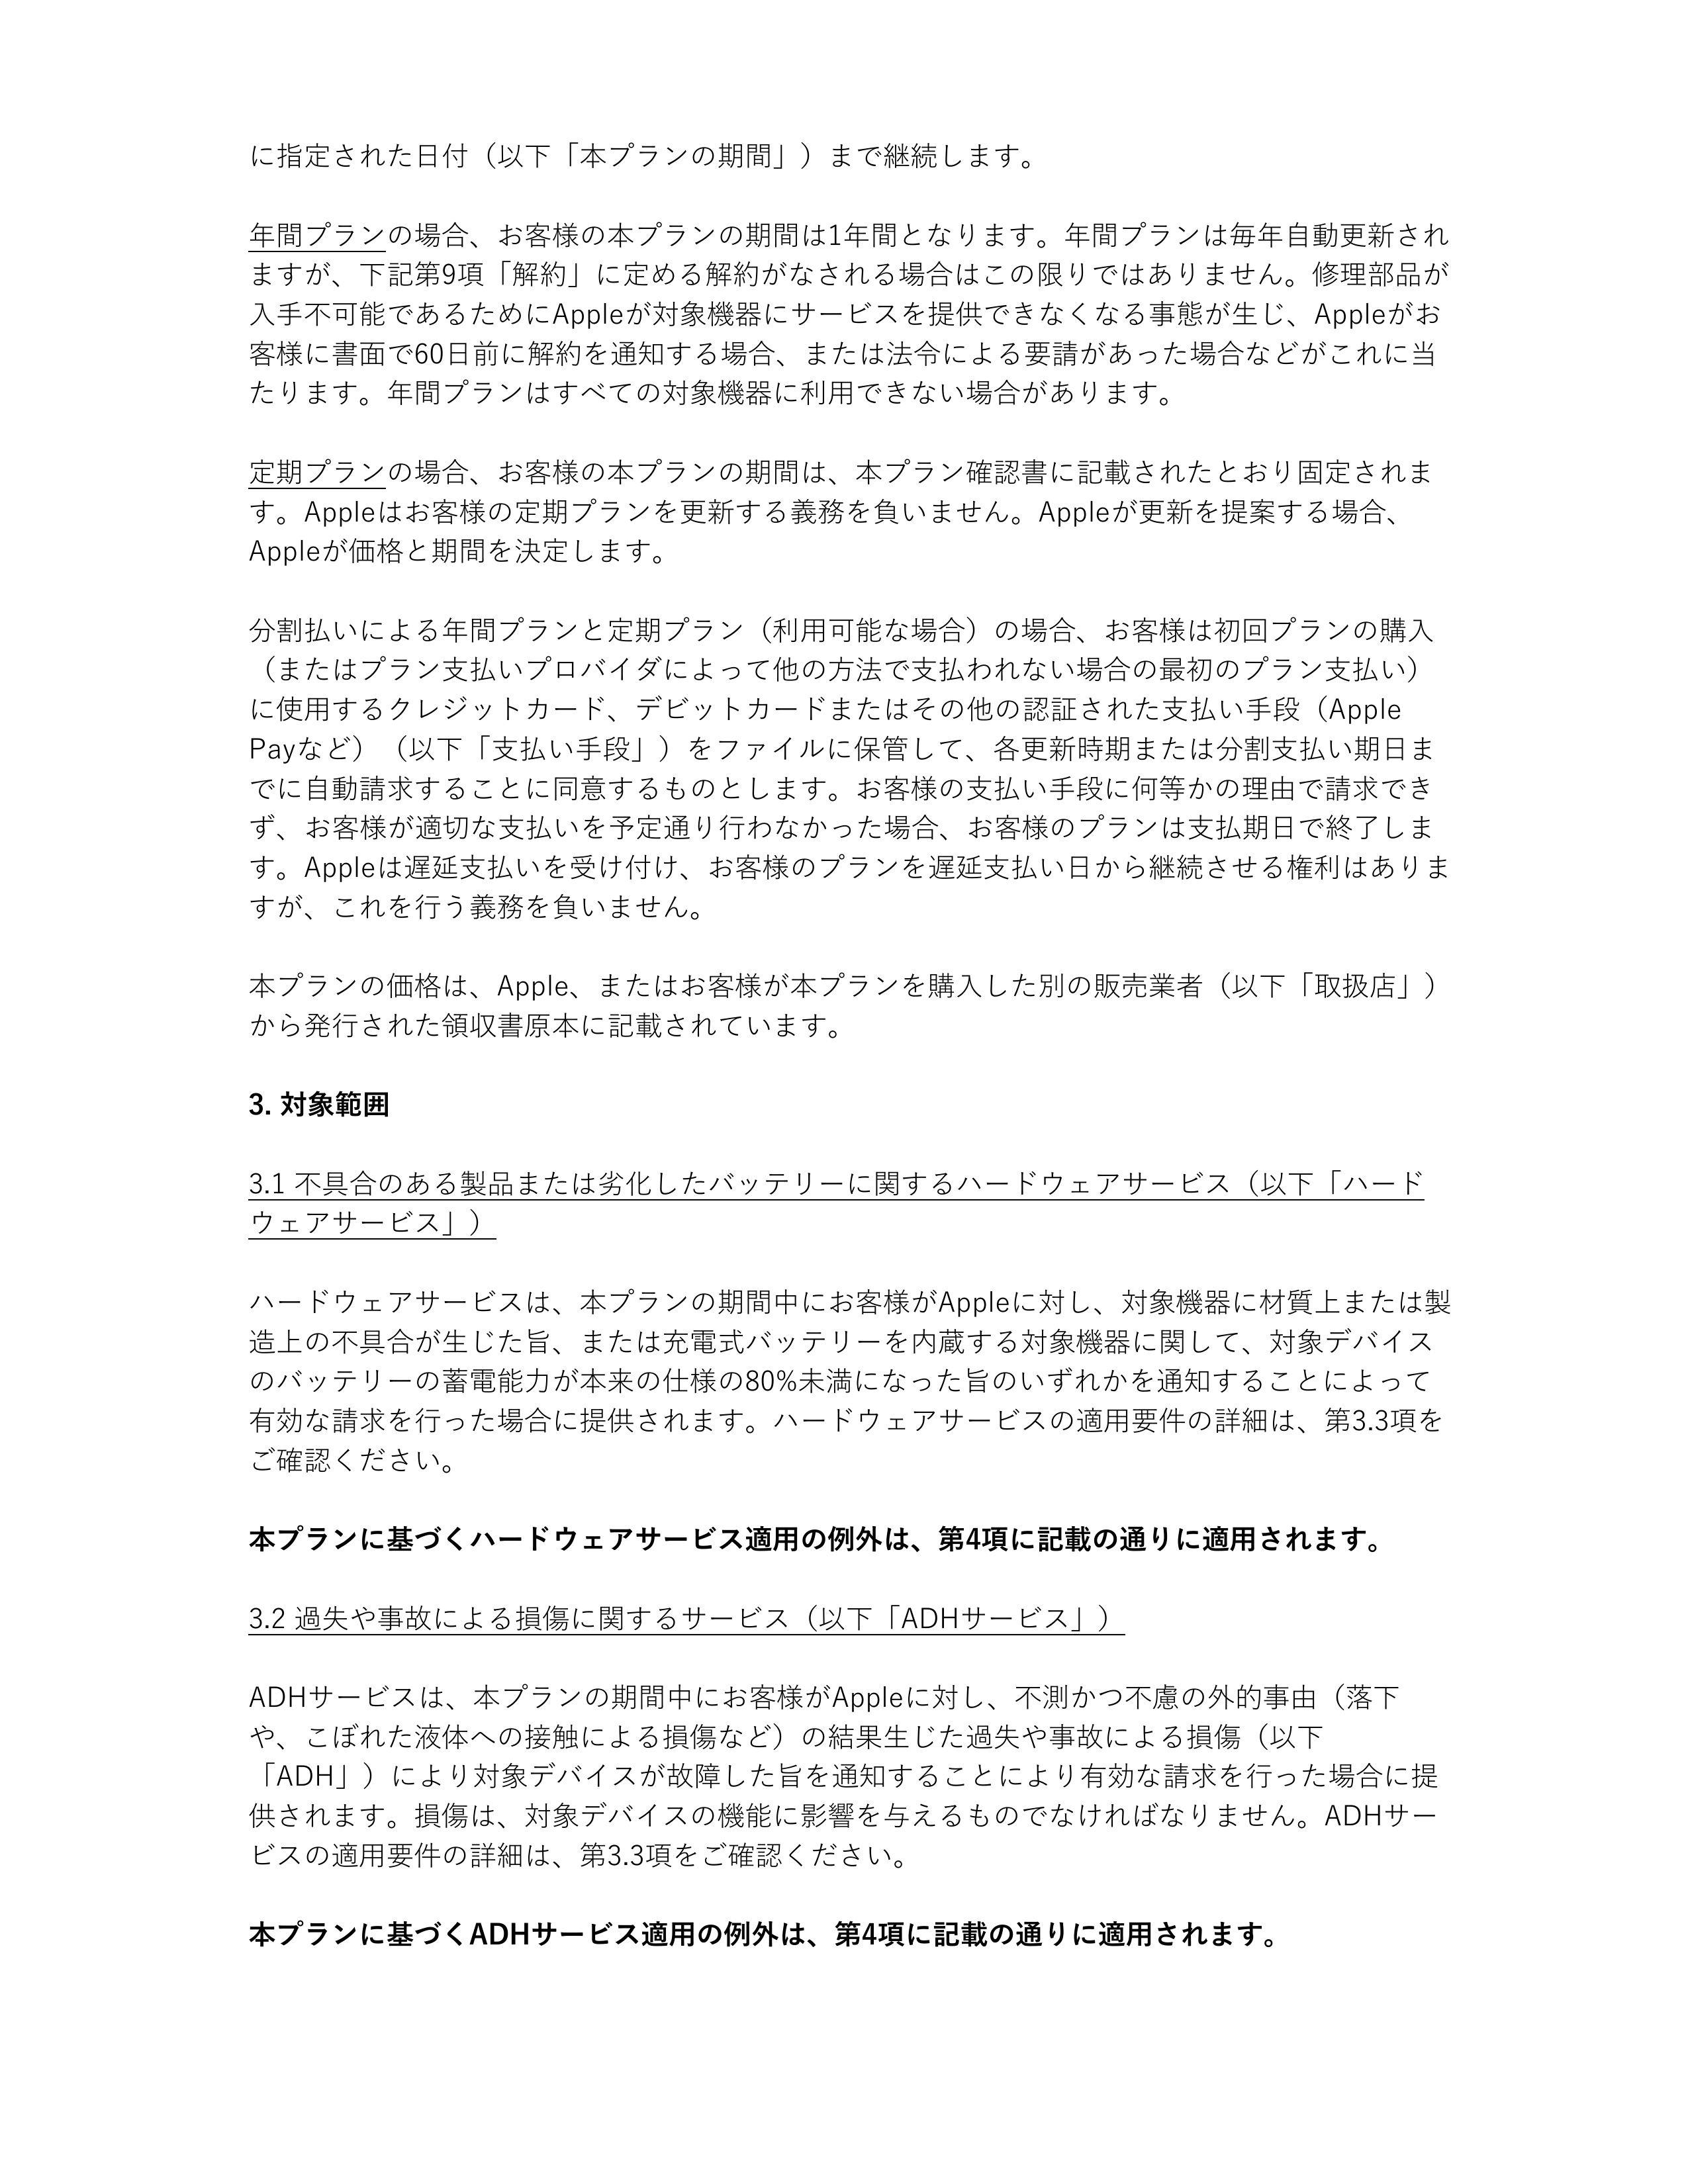 に指定された日付（以下「本プランの期間」）まで継続します。
年間プランの場合、お客様の本プランの期間は1年間となります。年間プランは毎年自動更新され
ますが、下記第9項「解約」に定める解約がなされる場合はこの限りではありません。修理部品が
入手不可能であるためにAppleが対象機器にサービスを提供できなくなる事態が生じ、Appleがお
客様に書面で60日前に解約を通知する場合、または法令による要請があった場合などがこれに当
たります。年間プランはすべての対象機器に利用できない場合があります。
定期プランの場合、お客様の本プランの期間は、本プラン確認書に記載されたとおり固定されま
す。Appleはお客様の定期プランを更新する義務を負いません。Appleが更新を提案する場合、
Appleが価格と期間を決定します。
分割払いによる年間プランと定期プラン（利用可能な場合）の場合、お客様は初回プランの購入
（またはプラン支払いプロバイダによって他の方法で支払われない場合の最初のプラン支払い）
に使用するクレジットカード、デビットカードまたはその他の認証された支払い手段（Apple
Payなど）（以下「支払い手段」）をファイルに保管して、各更新時期または分割支払い期日ま
でに自動請求することに同意するものとします。お客様の支払い手段に何等かの理由で請求でき
ず、お客様が適切な支払いを予定通り行わなかった場合、お客様のプランは支払期日で終了しま
す。Appleは遅延支払いを受け付け、お客様のプランを遅延支払い日から継続させる権利はありま
すが、これを行う義務を負いません。
本プランの価格は、Apple、またはお客様が本プランを購入した別の販売業者（以下「取扱店」）
から発行された領収書原本に記載されています。
3. 対象範囲
3.1 不具合のある製品または劣化したバッテリーに関するハードウェアサービス（以下「ハード
ウェアサービス」）
ハードウェアサービスは、本プランの期間中にお客様がAppleに対し、対象機器に材質上または製
造上の不具合が生じた旨、または充電式バッテリーを内蔵する対象機器に関して、対象デバイス
のバッテリーの蓄電能力が本来の仕様の80%未満になった旨のいずれかを通知することによって
有効な請求を行った場合に提供されます。ハードウェアサービスの適用要件の詳細は、第3.3項を
ご確認ください。
本プランに基づくハードウェアサービス適用の例外は、第4項に記載の通りに適用されます。
3.2 過失や事故による損傷に関するサービス（以下「ADHサービス」）
ADHサービスは、本プランの期間中にお客様がAppleに対し、不測かつ不慮の外的事由（落下
や、こぼれた液体への接触による損傷など）の結果生じた過失や事故による損傷（以下
「ADH」）により対象デバイスが故障した旨を通知することにより有効な請求を行った場合に提
供されます。損傷は、対象デバイスの機能に影響を与えるものでなければなりません。ADHサー
ビスの適用要件の詳細は、第3.3項をご確認ください。
本プランに基づくADHサービス適用の例外は、第4項に記載の通りに適用されます。